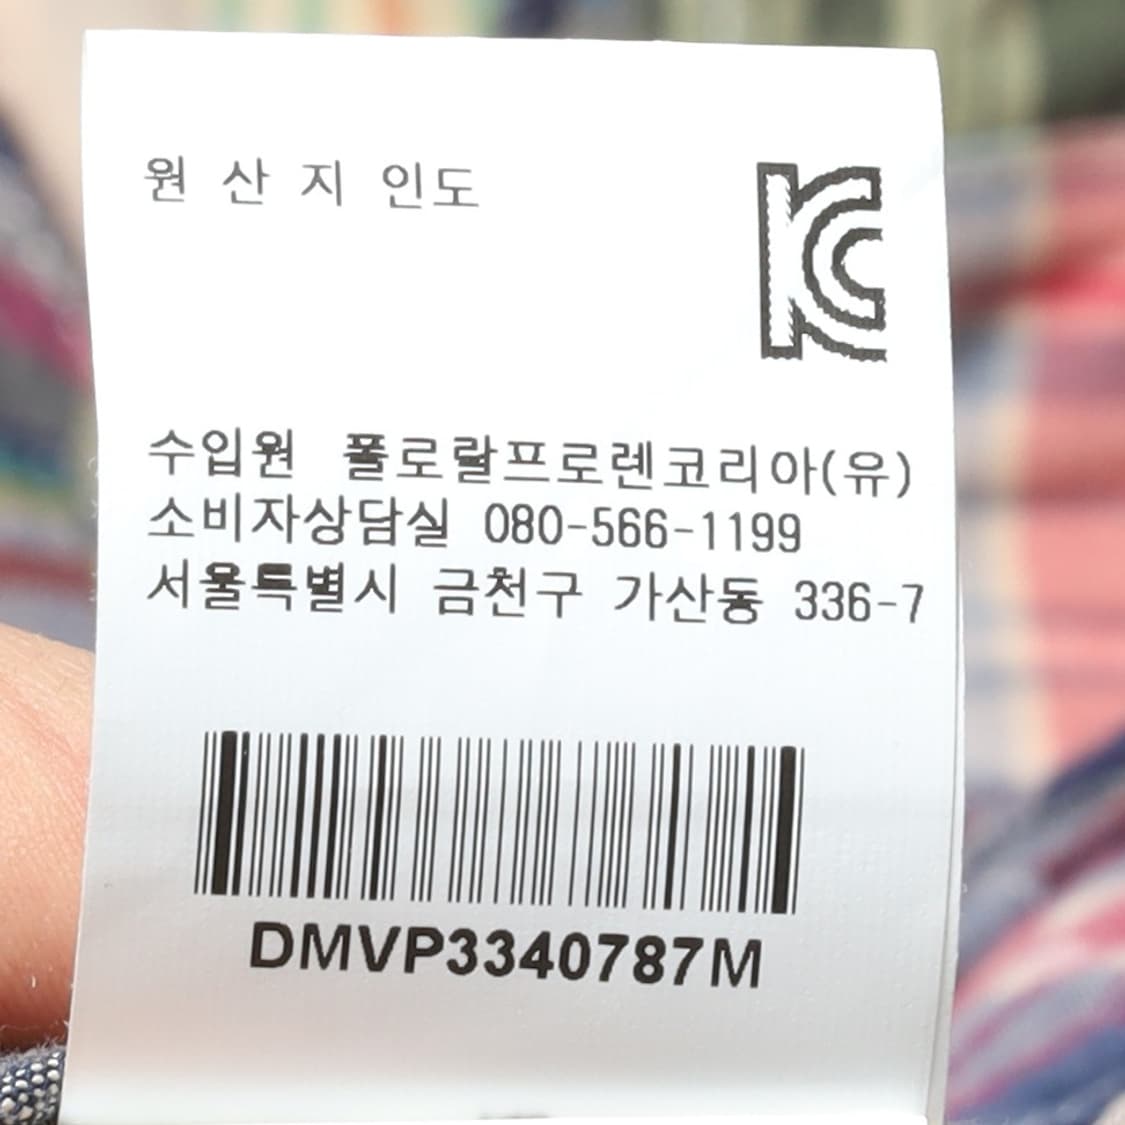 원 산 지 인도
KC
수입원 폴로랄프로렌코리아(유)
소비자상담실 080-566-1199
서울특별시 금천구 가산동 336-7
DMVP3340787M